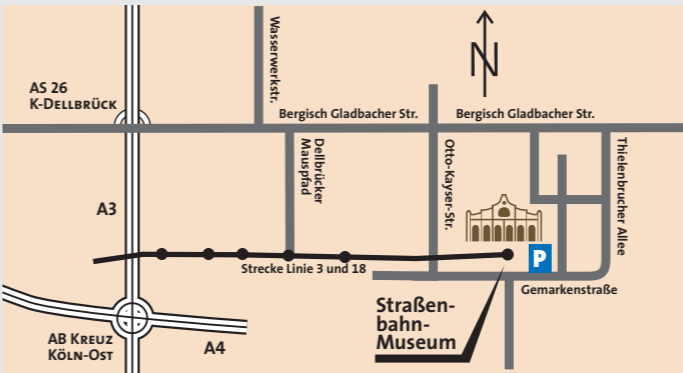 Wasserwerkstr.
N
AS 26
K-DELLBRÜCK
Bergisch Gladbacher Str.
Bergisch Gladbacher Str.
Dellbrücker
Mauspfad
Otto-Kayser-Str.
Thielenbrucher Allee
A3
P
Strecke Linie 3 und 18
Gemarkenstraße
Straßen-
bahn-
Museum
AB KREUZ
KÖLN-OST
A4